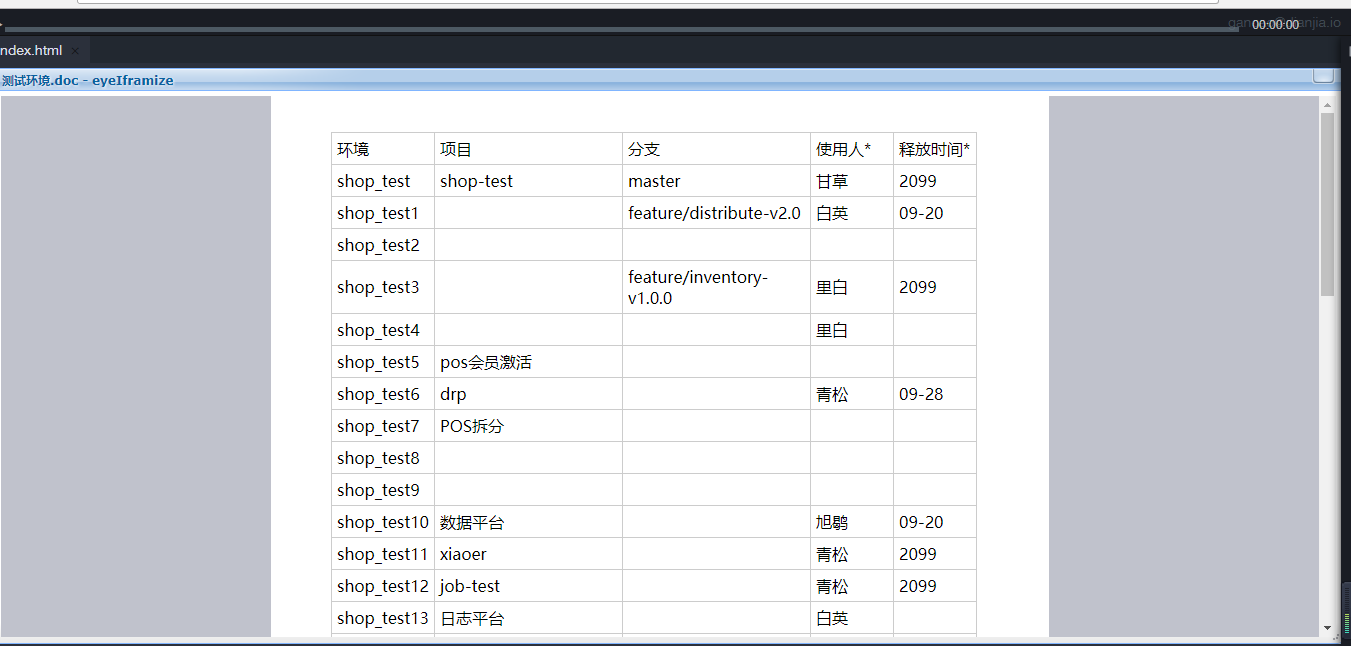 00:00:00
ndex.html ×
测试环境.doc - eyeIframize
环境 项目 分支 使用人* 释放时间*
shop_test shop-test master 甘草 2099
shop_test1 feature/distribute-v2.0 白英 09-20
shop_test2
feature/inventory-
shop_test3 里白 2099
v1.0.0
shop_test4 里白
shop_test5 pos会员激活
shop_test6 drp 青松 09-28
shop_test7 POS拆分
shop_test8
shop_test9
shop_test10 数据平台 旭鹖 09-20
shop_test11 xiaoer 青松 2099
shop_test12 job-test 青松 2099
shop_test13 日志平台 白英